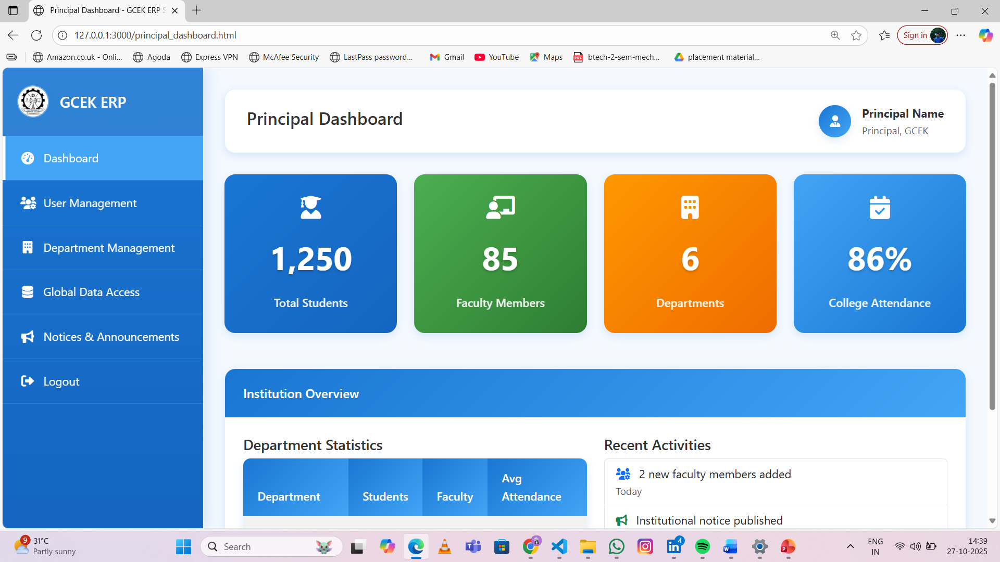 Principal Dashboard - GCEK ERP S
127.0.0.1:3000/principal_dashboard.html
Sign in
Amazon.co.uk - Onli...
Agoda
Express VPN
McAfee Security
LastPass password...
Gmail
YouTube
Maps
PDF
btech-2-sem-mech...
placement material...
GCEK ERP
Dashboard
User Management
Department Management
Global Data Access
Notices & Announcements
Logout
Principal Dashboard
Principal Name
Principal, GCEK
1,250
Total Students
85
Faculty Members
6
Departments
86%
College Attendance
Institution Overview
Department Statistics
Department
Students
Faculty
Avg
Attendance
Recent Activities
2 new faculty members added
Today
Institutional notice published
9
31°C
Partly sunny
Search
4
ENG
IN
14:39
27-10-2025